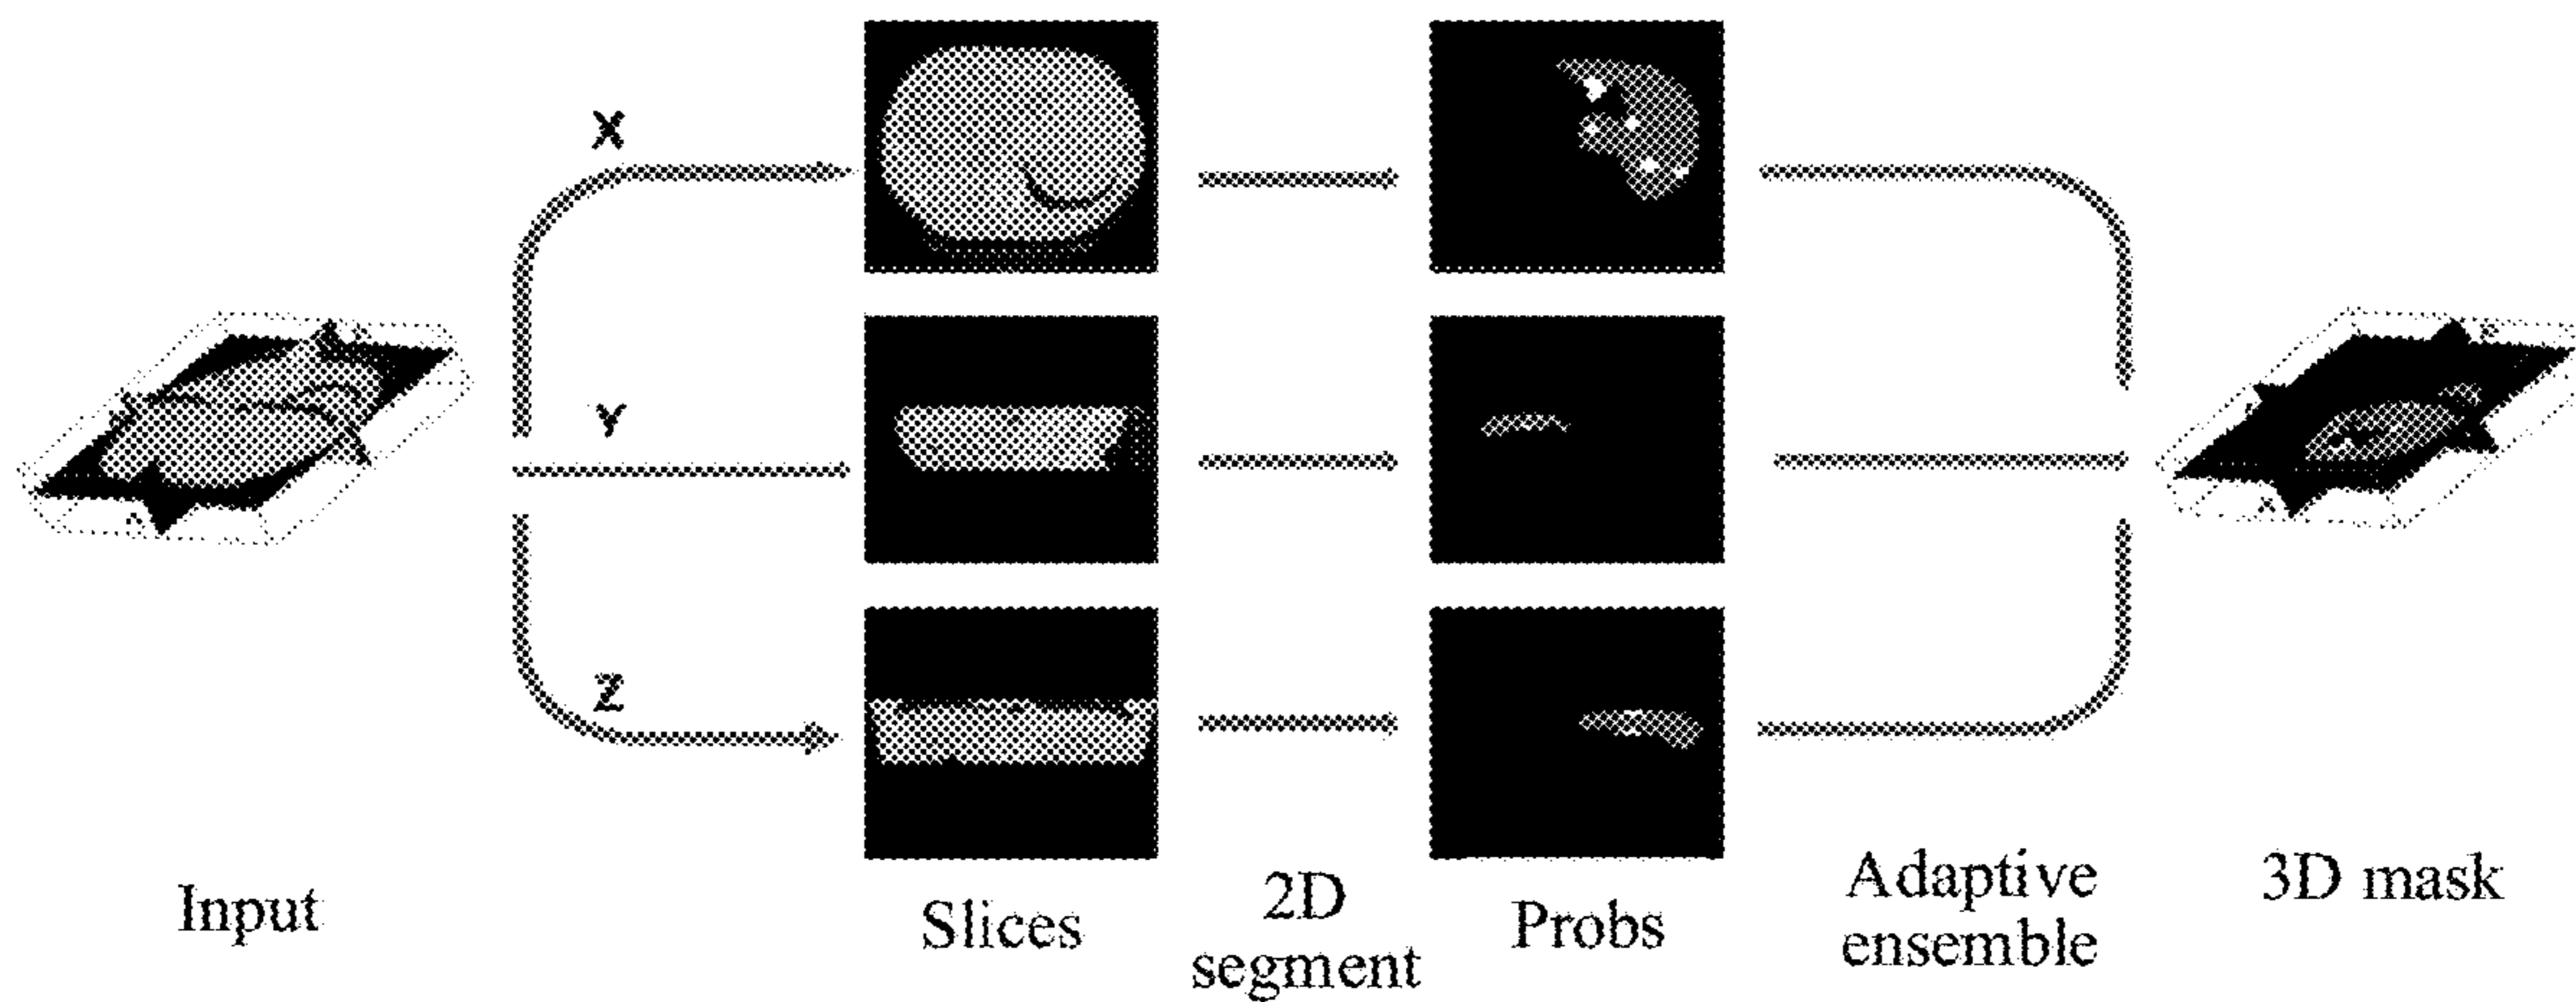 X
Y
Z
Input
Slices
2D
segment
Probs
Adaptive
ensemble
3D mask